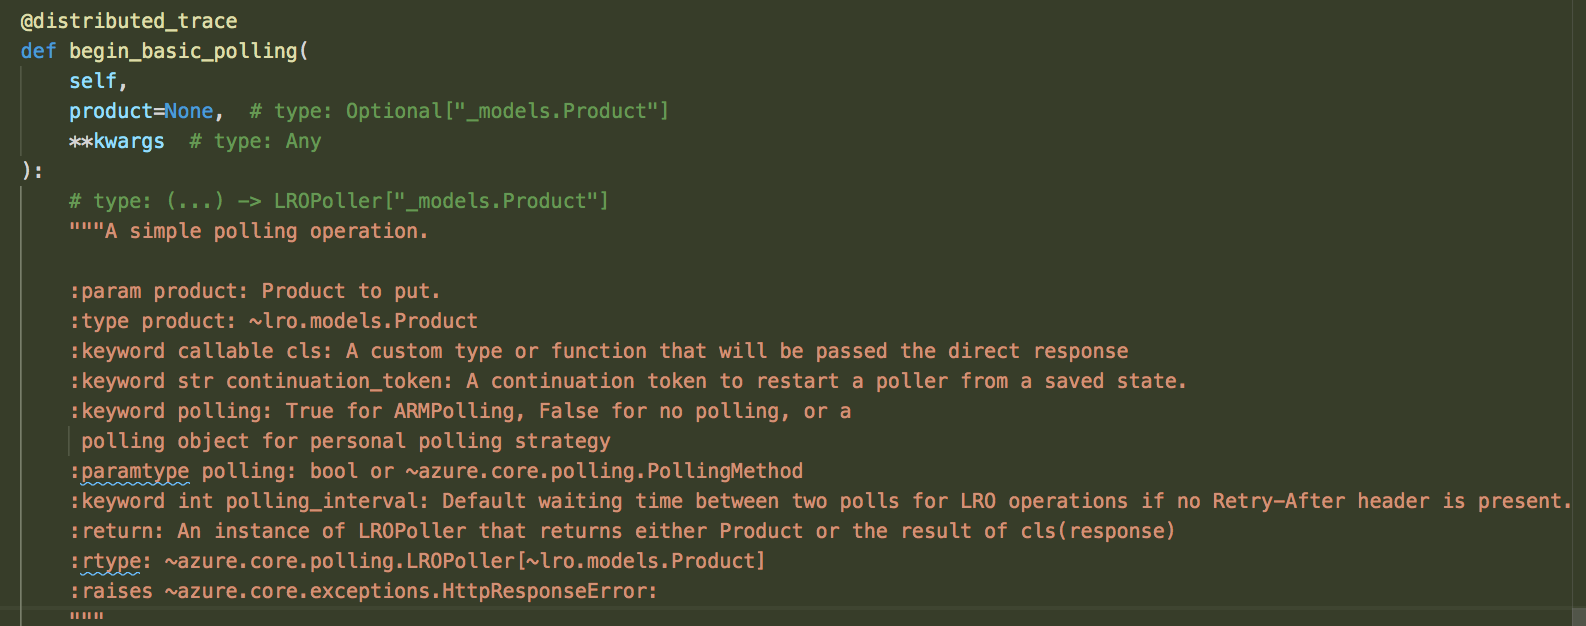 @distributed_trace
def begin_basic_polling(
    self,
    product=None,  # type: Optional["_models.Product"]
    **kwargs  # type: Any
):
    # type: (...) -> LROPoller["_models.Product"]
    """A simple polling operation.

    :param product: Product to put.
    :type product: ~lro.models.Product
    :keyword callable cls: A custom type or function that will be passed the direct response
    :keyword str continuation_token: A continuation token to restart a poller from a saved state.
    :keyword polling: True for ARMPolling, False for no polling, or a
     polling object for personal polling strategy
    :paramtype polling: bool or ~azure.core.polling.PollingMethod
    :keyword int polling_interval: Default waiting time between two polls for LRO operations if no Retry-After header is present.
    :return: An instance of LROPoller that returns either Product or the result of cls(response)
    :rtype: ~azure.core.polling.LROPoller[~lro.models.Product]
    :raises ~azure.core.exceptions.HttpResponseError:
    """